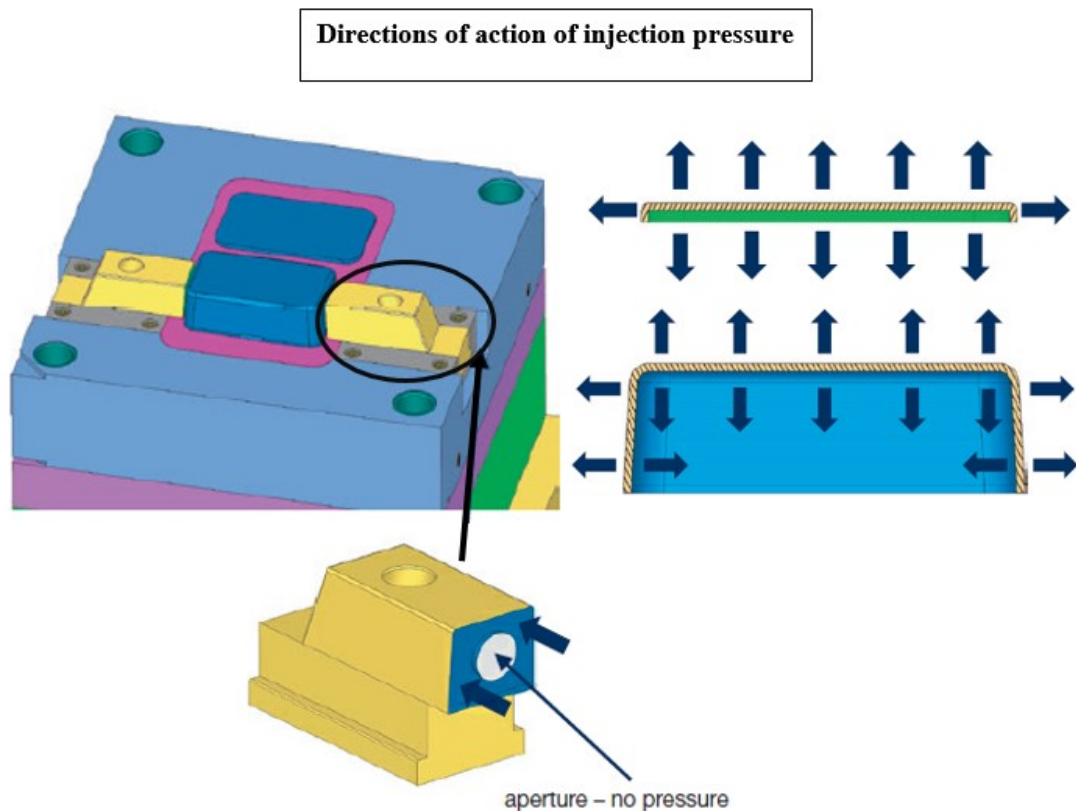 Directions of action of injection pressure
aperture – no pressure